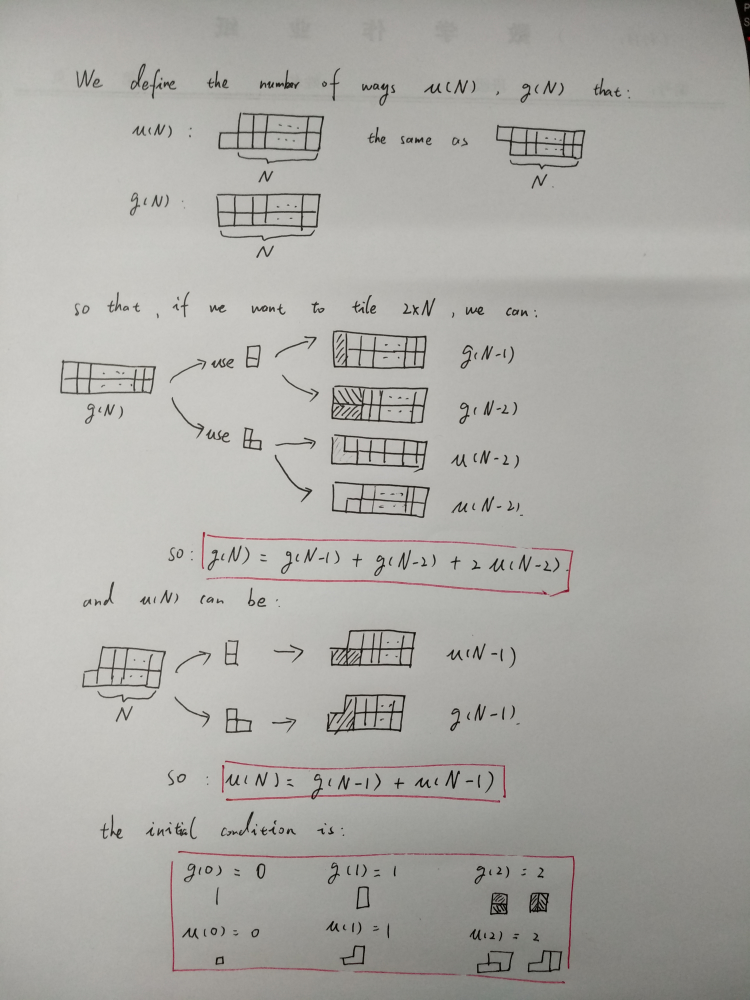 We define the number of ways u(N), g(N) that:
u(N): the same as
N N.
g(N):
N
so that, if we want to tile 2xN, we can:
use g(N-1)
g(N) g(N-2)
use u(N-2)
u(N-2).
so: g(N) = g(N-1) + g(N-2) + 2 u(N-2).
and u(N) can be:
u(N-1)
N g(N-1).
so: u(N) = g(N-1) + u(N-1)
the initial condition is:
g(0) = 0 g(1) = 1 g(2) = 2
u(0) = 0 u(1) = 1 u(2) = 2